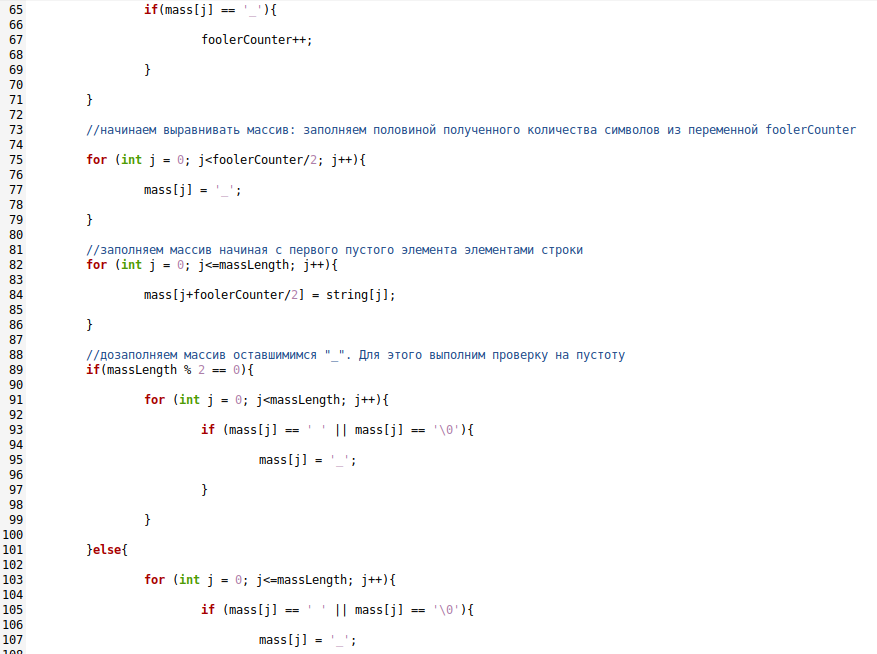 65 if(mass[j] == '_'){
66
67 foolerCounter++;
68
69 }
70
71 }
72
73 //начинаем выравнивать массив: заполняем половиной полученного количества символов из переменной foolerCounter
74
75 for (int j = 0; j<foolerCounter/2; j++){
76
77 mass[j] = '_';
78
79 }
80
81 //заполняем массив начиная с первого пустого элемента элементами строки
82 for (int j = 0; j<=massLength; j++){
83
84 mass[j+foolerCounter/2] = string[j];
85
86 }
87
88 //дозаполняем массив оставшимимся "_". Для этого выполним проверку на пустоту
89 if(massLength % 2 == 0){
90
91 for (int j = 0; j<massLength; j++){
92
93 if (mass[j] == ' ' || mass[j] == '\0'){
94
95 mass[j] = '_';
96
97 }
98
99 }
100
101 }else{
102
103 for (int j = 0; j<=massLength; j++){
104
105 if (mass[j] == ' ' || mass[j] == '\0'){
106
107 mass[j] = '_';
108